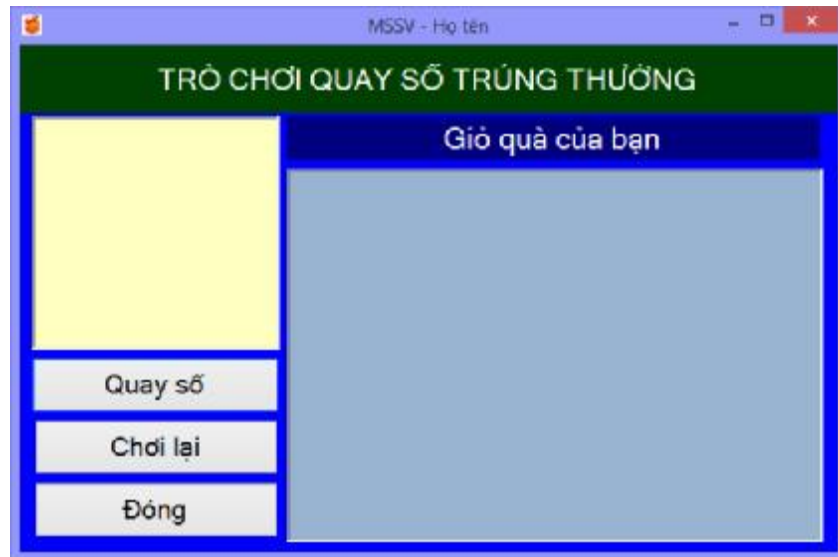 MSSV - Họ tên
TRÒ CHƠI QUAY SỐ TRÚNG THƯỞNG
Giỏ quà của bạn
Quay số
Chơi lại
Đóng